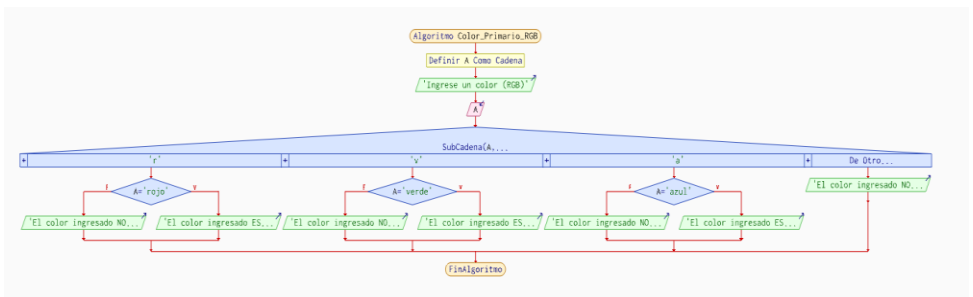 Algoritmo Color_Primario_RGB
Definir A Como Cadena
'Ingrese un color (RGB)'
A
SubCadena(A,...
+ 'r' + 'v' + 'a' + De Otro...
'El color ingresado NO...
F A='rojo' V F A='verde' V F A='azul' V
'El color ingresado NO... 'El color ingresado ES... 'El color ingresado NO... 'El color ingresado ES... 'El color ingresado NO... 'El color ingresado ES...
FinAlgoritmo